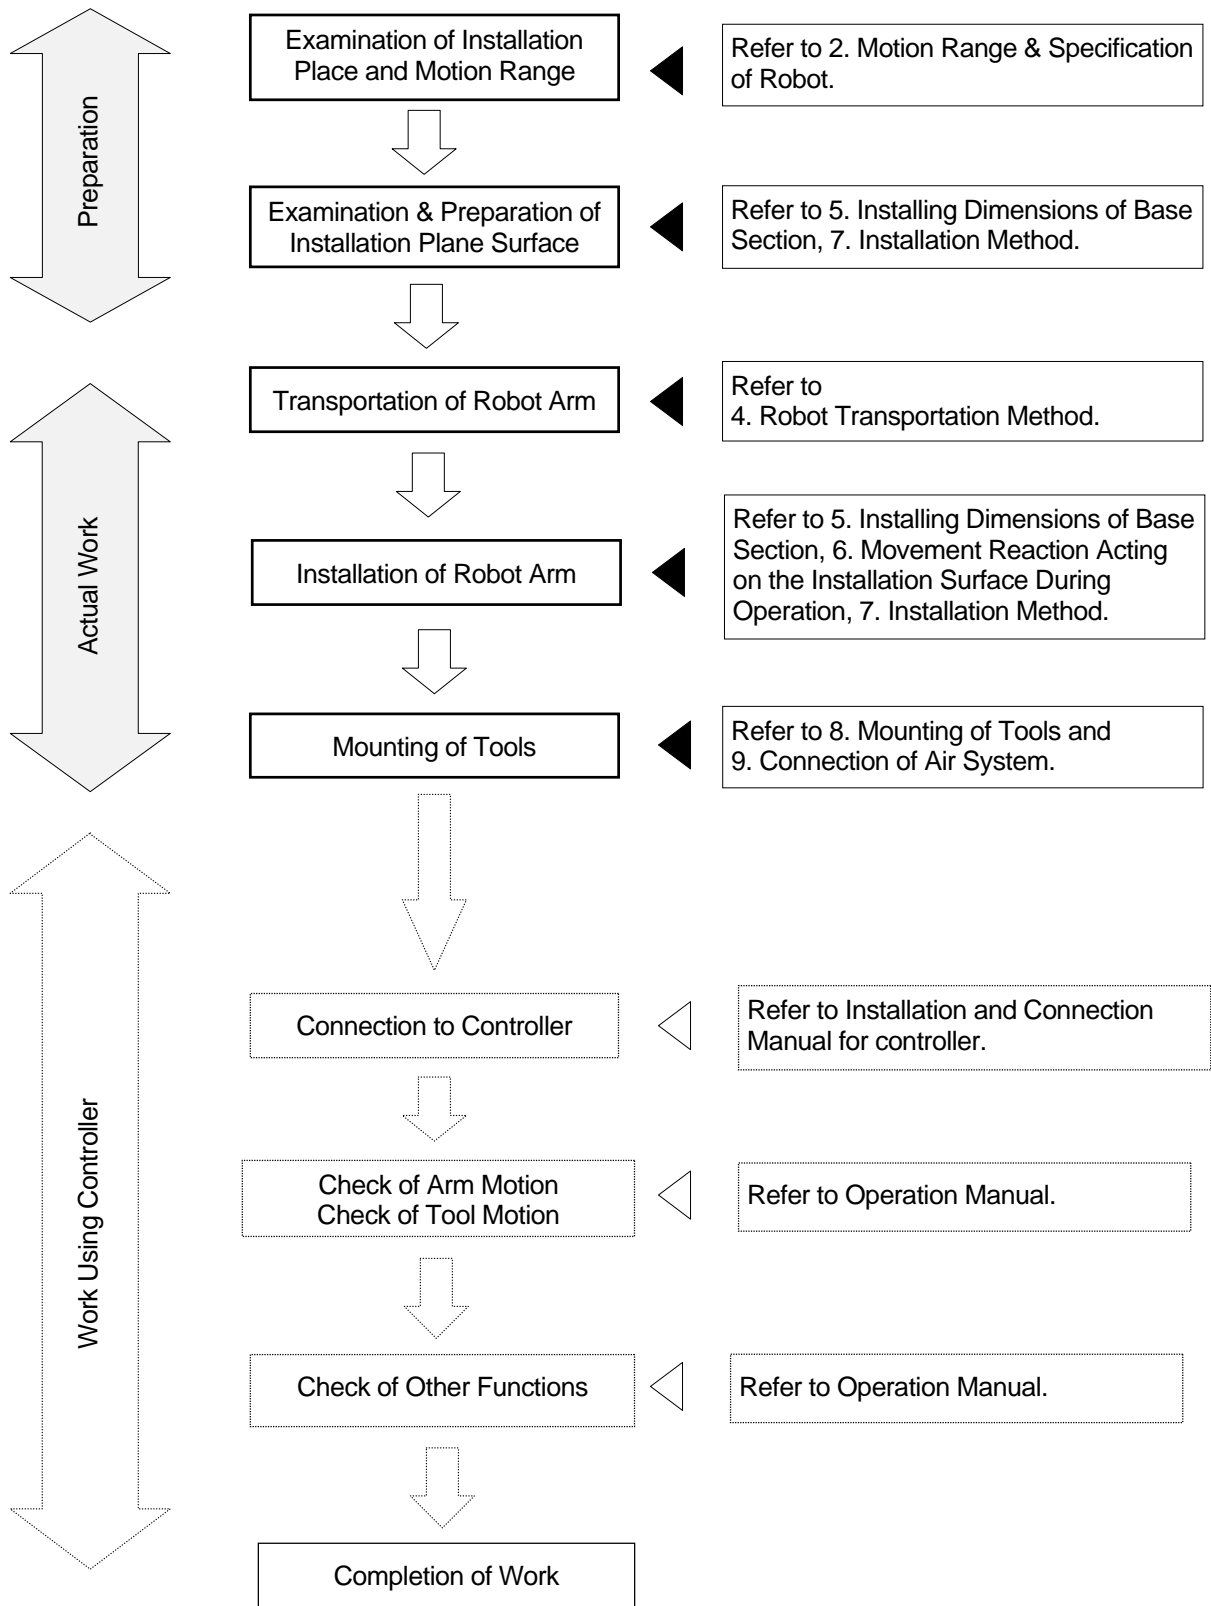 Preparation
Examination of Installation
Place and Motion Range
Refer to 2. Motion Range & Specification
of Robot.
Examination & Preparation of
Installation Plane Surface
Refer to 5. Installing Dimensions of Base
Section, 7. Installation Method.
Actual Work
Transportation of Robot Arm
Refer to
4. Robot Transportation Method.
Installation of Robot Arm
Refer to 5. Installing Dimensions of Base
Section, 6. Movement Reaction Acting
on the Installation Surface During
Operation, 7. Installation Method.
Mounting of Tools
Refer to 8. Mounting of Tools and
9. Connection of Air System.
Work Using Controller
Connection to Controller
Refer to Installation and Connection
Manual for controller.
Check of Arm Motion
Check of Tool Motion
Refer to Operation Manual.
Check of Other Functions
Refer to Operation Manual.
Completion of Work